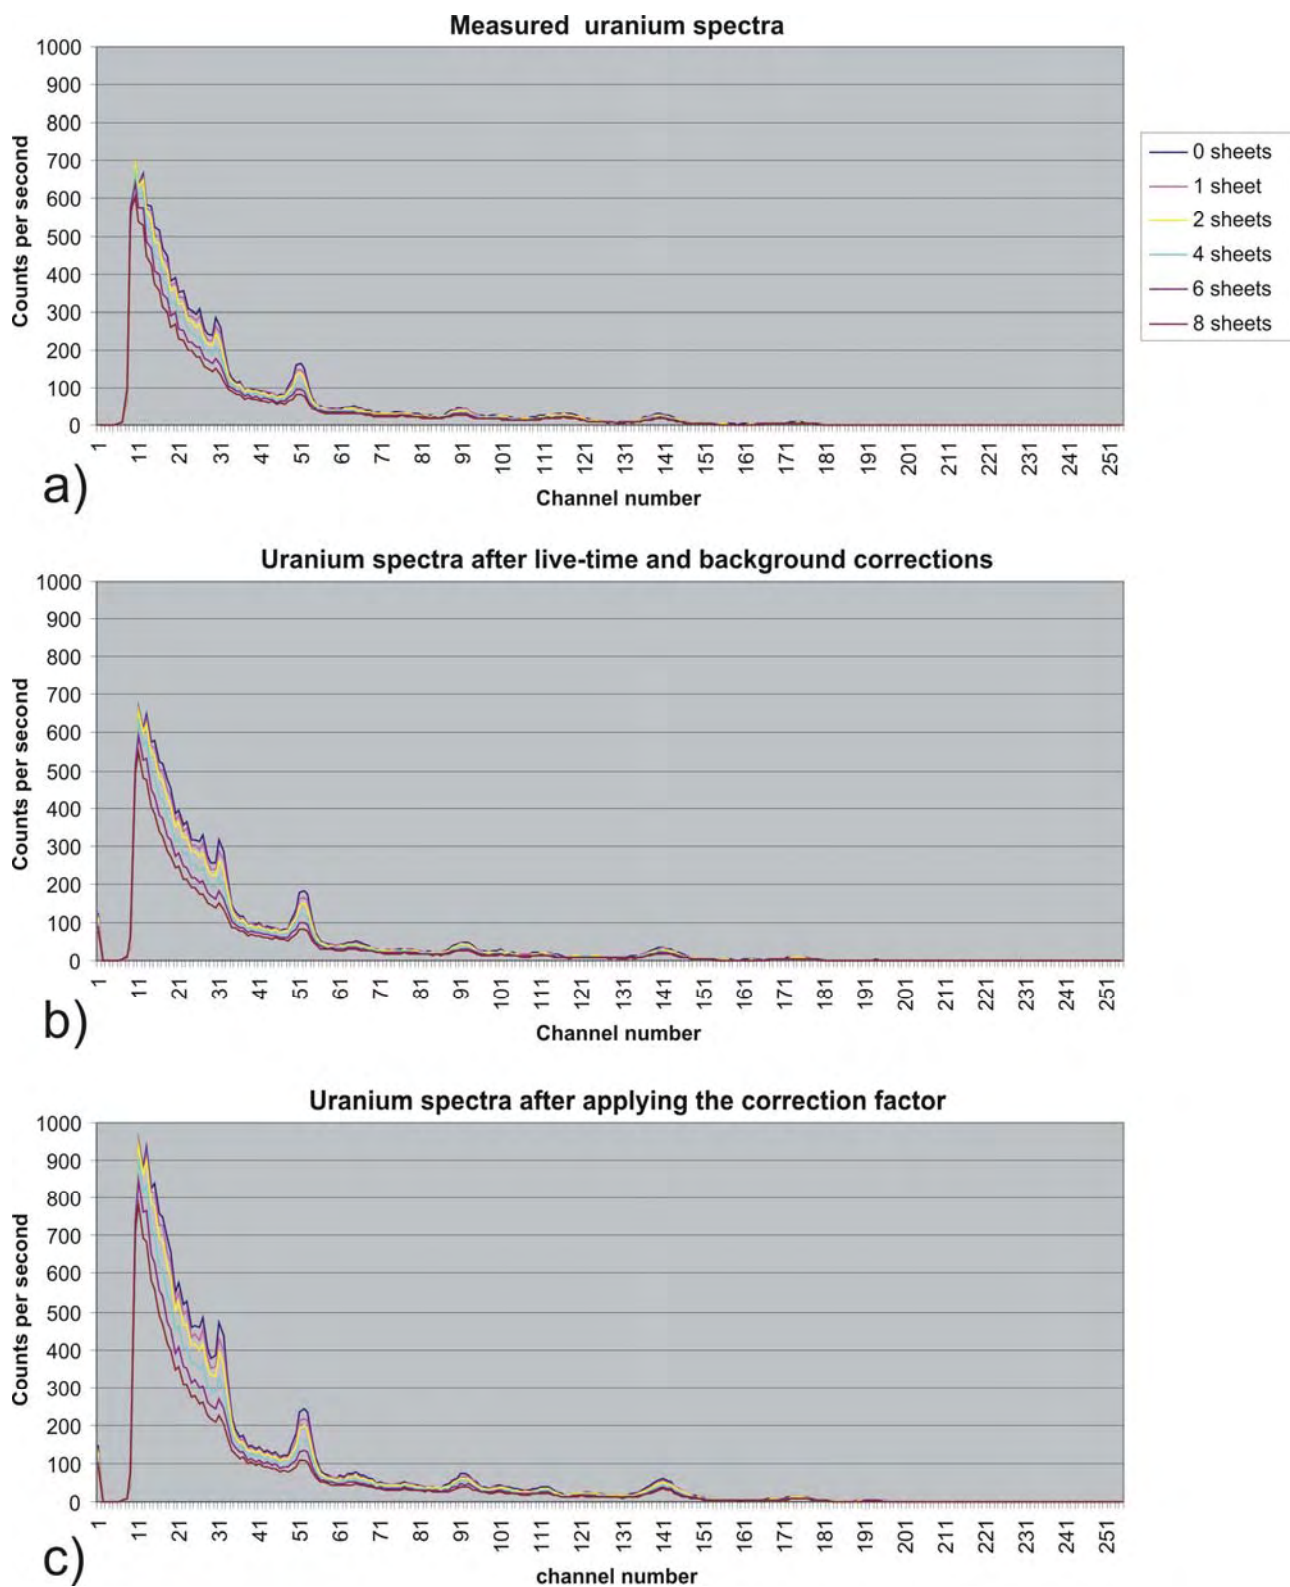 Measured uranium spectra
1000
900
800
700
600
500
400
300
200
100
0
Counts per second
1 11 21 31 41 51 61 71 81 91 101 111 121 131 141 151 161 171 181 191 201 211 221 231 241 251
Channel number
a)
0 sheets
1 sheet
2 sheets
4 sheets
6 sheets
8 sheets
Uranium spectra after live-time and background corrections
1000
900
800
700
600
500
400
300
200
100
0
Counts per second
1 11 21 31 41 51 61 71 81 91 101 111 121 131 141 151 161 171 181 191 201 211 221 231 241 251
Channel number
b)
Uranium spectra after applying the correction factor
1000
900
800
700
600
500
400
300
200
100
0
Counts per second
1 11 21 31 41 51 61 71 81 91 101 111 121 131 141 151 161 171 181 191 201 211 221 231 241 251
channel number
c)